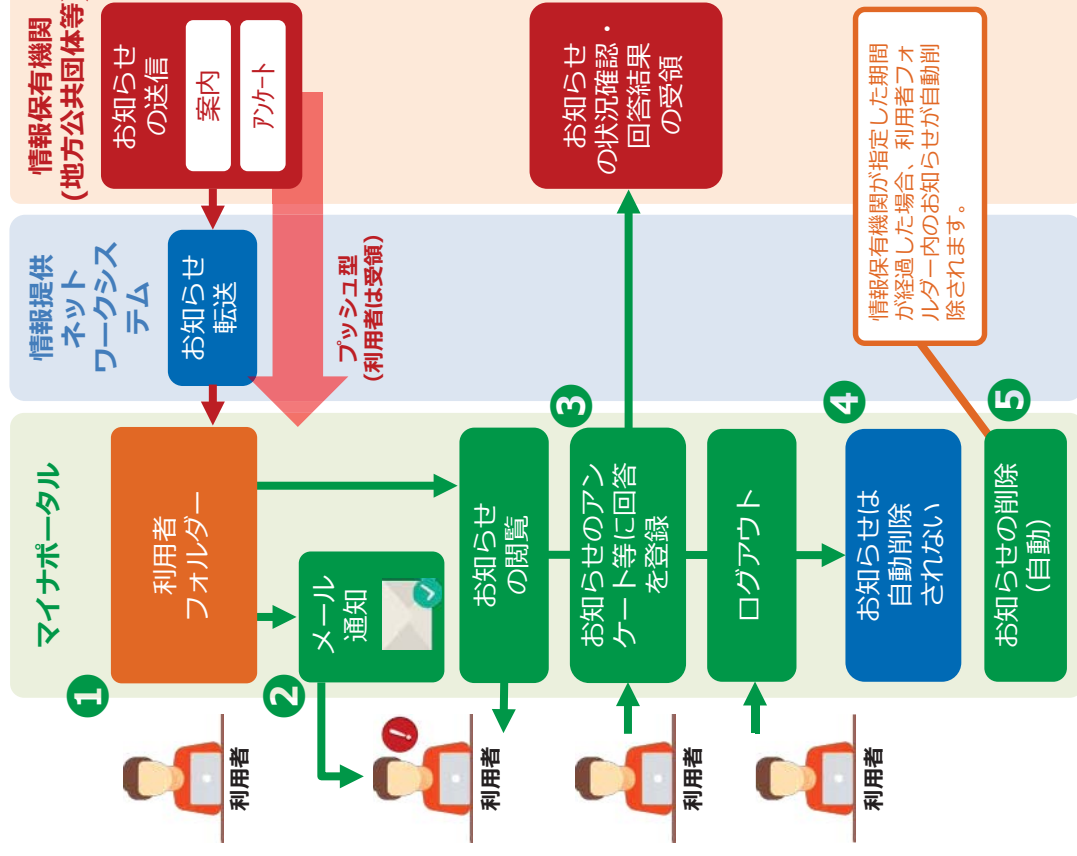 マイナポータル
情報提供
ネット
ワークシス
テム
情報保有機関
(地方公共団体等)
1
利用者
利用者
フォルダー
お知らせ
転送
お知らせ
の送信
案内
アンケート
プッシュ型
(利用者は受領)
2
メール
通知
利用者
お知らせ
の閲覧
3
利用者
お知らせのアン
ケート等に回答
を登録
お知らせ
の状況確認・
回答結果
の受領
利用者
ログアウト
4
お知らせは
自動削除
されない
5
お知らせの削除
(自動)
情報保有機関が指定した期間
が経過した場合、利用者フォ
ルダー内のお知らせが自動削
除されます。